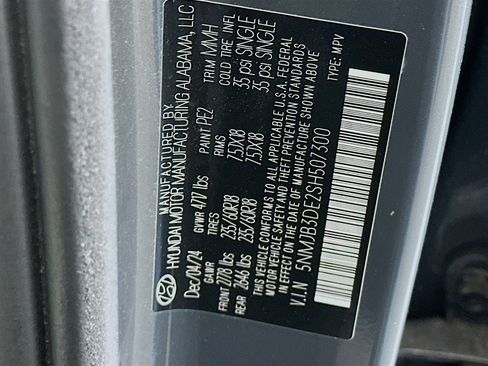 MANUFACTURED BY
HYUNDAI MOTOR MANUFACTURING ALABAMA, LLC
Dec/04/24 GVWR 4717 lbs PAINT PE2 TRIM MMH
GAWR TIRES RIMS COLD TIRE INFL
FRONT 2778 lbs 235/60R18 7.5JX18 35 psi SINGLE
REAR 2646 lbs 235/60R18 7.5JX18 35 psi SINGLE
THIS VEHICLE CONFORMS TO ALL APPLICABLE U.S.A. FEDERAL
MOTOR VEHICLE SAFETY AND THEFT PREVENTION STANDARDS
IN EFFECT ON THE DATE OF MANUFACTURE SHOWN ABOVE
V.I.N 5NMJB3DE2SH507300 TYPE: MPV